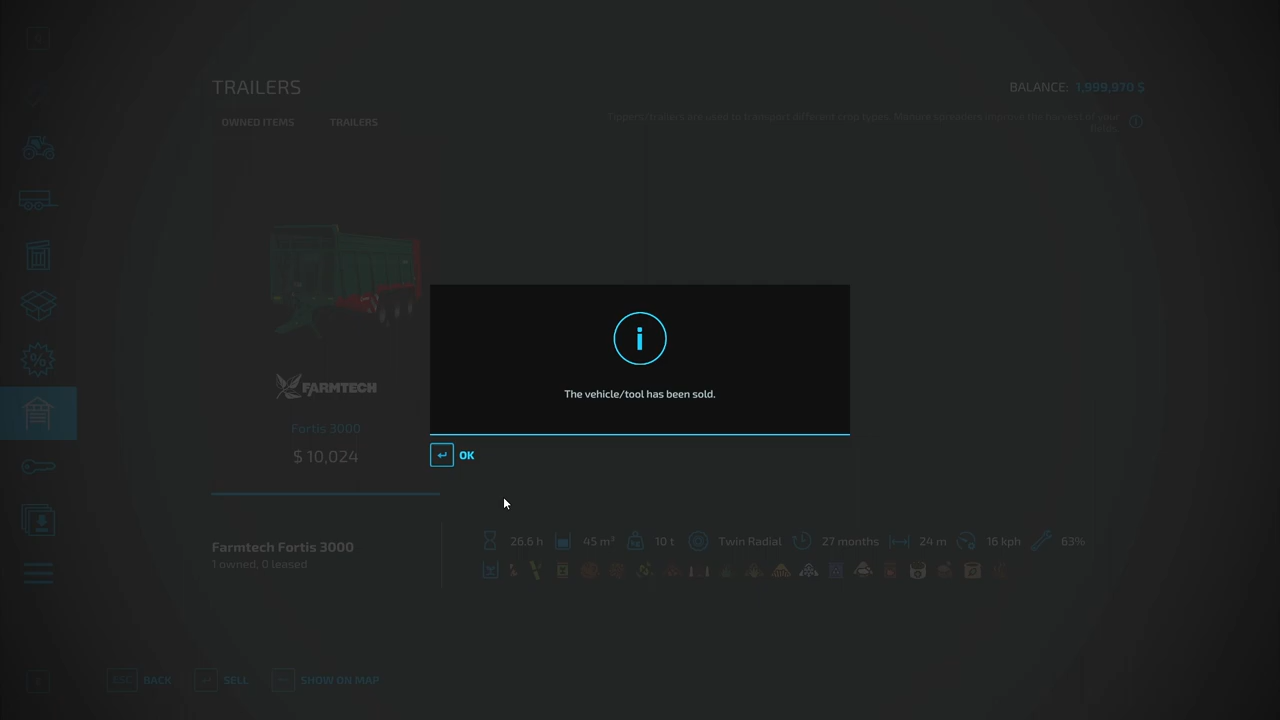 TRAILERS
BALANCE: 1,999,970 $
OWNED ITEMS TRAILERS
Tippers/trailers are used to transport different crop types. Manure spreaders improve the harvest of your
fields.
FARMTECH
Fortis 3000
$ 10,024
The vehicle/tool has been sold.
OK
Farmtech Fortis 3000
1 owned, 0 leased
26.6 h 45 m³ 10 t Twin Radial 27 months 24 m 16 kph 63%
ESC BACK SELL SHOW ON MAP